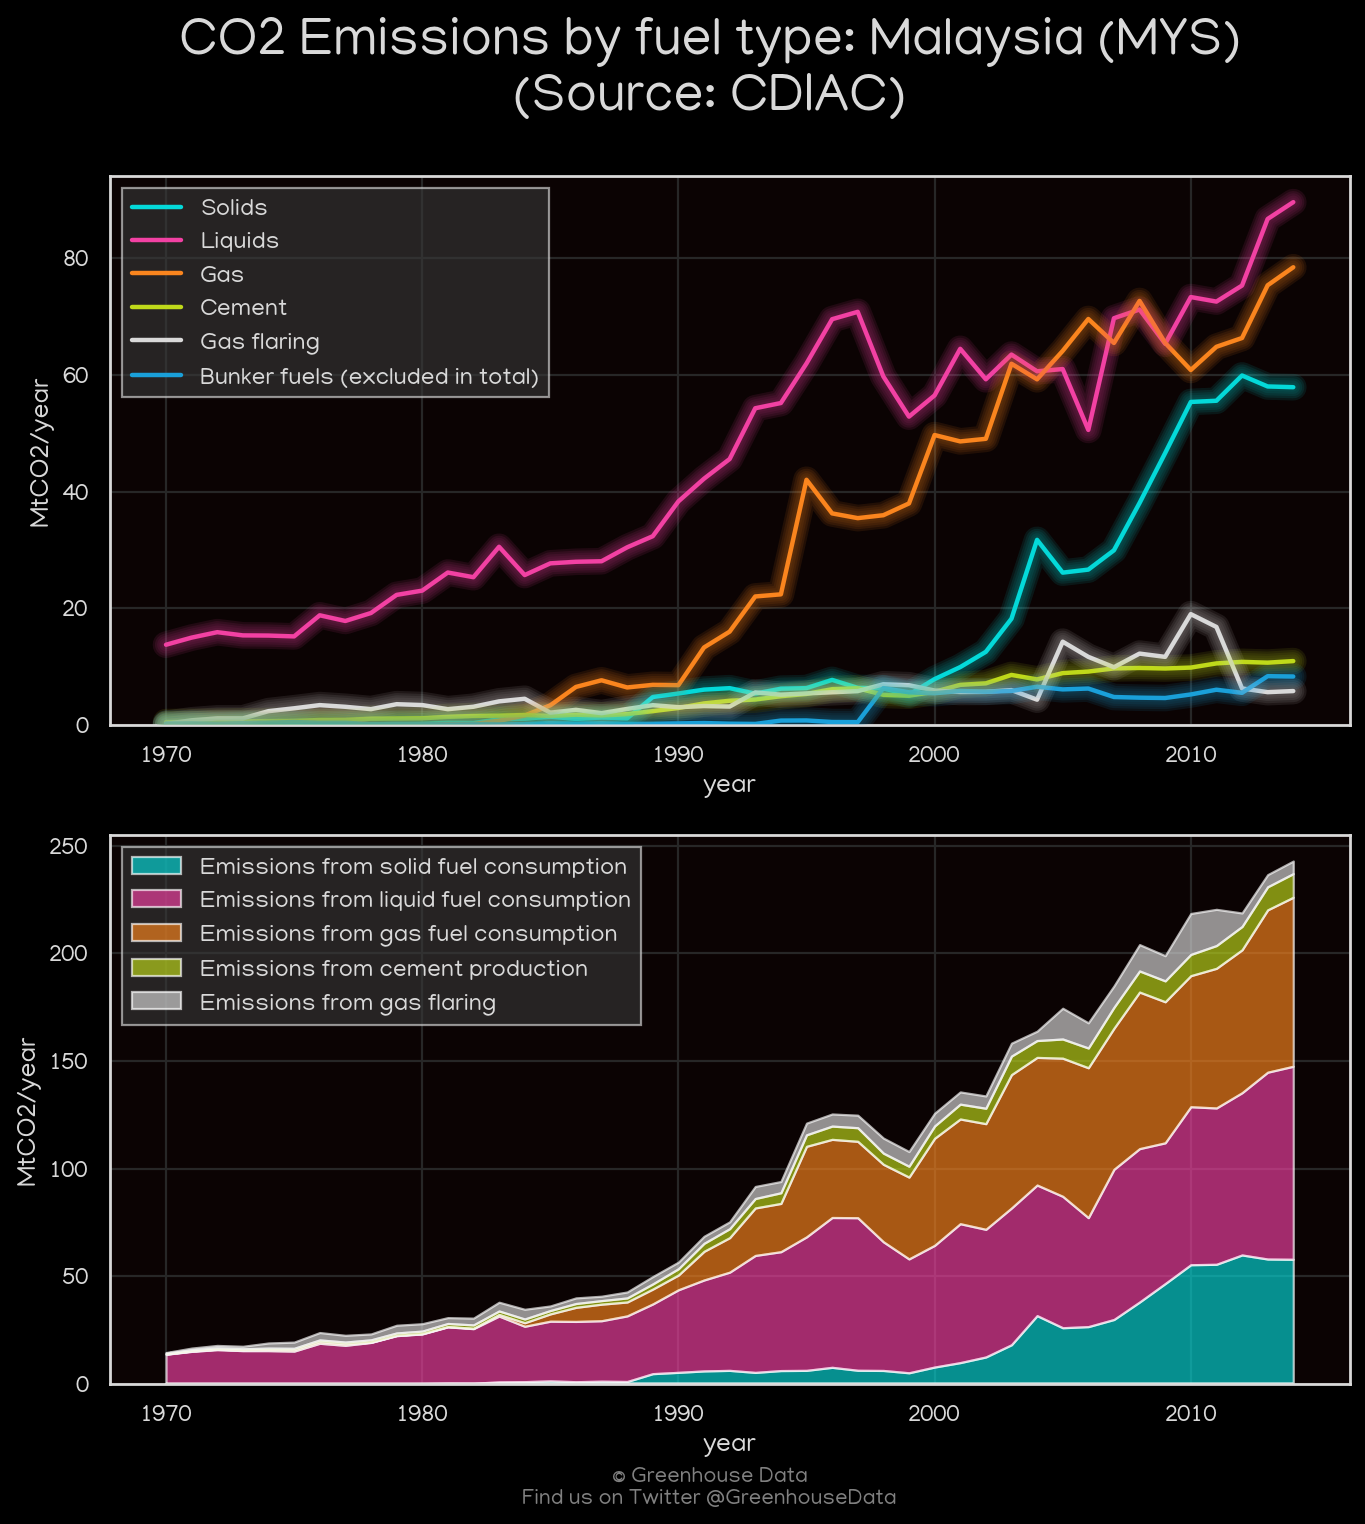 CO2 Emissions by fuel type: Malaysia (MYS)
(Source: CDIAC)
Solids
Liquids
Gas
Cement
Gas flaring
Bunker fuels (excluded in total)
MtCO2/year
80
60
40
20
0
1970 1980 1990 2000 2010
year
Emissions from solid fuel consumption
Emissions from liquid fuel consumption
Emissions from gas fuel consumption
Emissions from cement production
Emissions from gas flaring
MtCO2/year
250
200
150
100
50
0
1970 1980 1990 2000 2010
year
© Greenhouse Data
Find us on Twitter @GreenhouseData